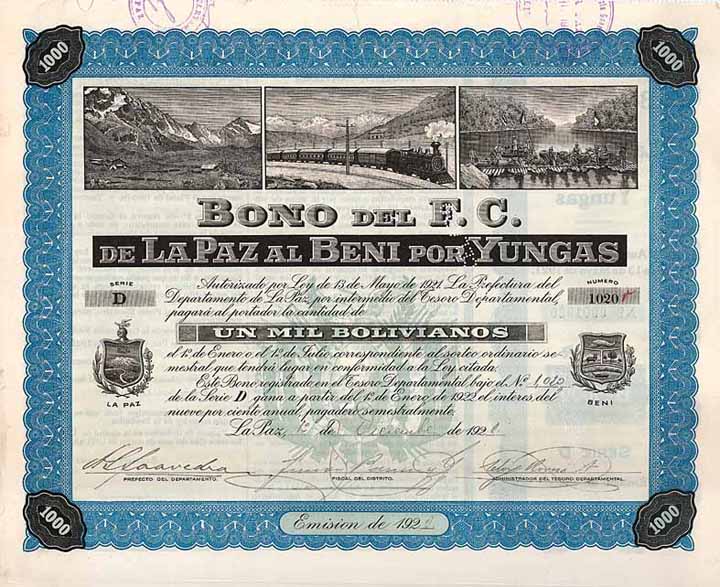 1000
1000
BONO DEL F. C.
DE LA PAZ AL BENI POR YUNGAS
SERIE
D
Autorizado por Ley de 13 de Mayo de 1921. La Prefectura del
Departamento de La Paz, por intermedio del Tesoro Departamental,
pagará al portador la cantidad de
NUMERO
1020
UN MIL BOLIVIANOS
el 1º de Enero o el 1º de Julio correspondiente al sorteo ordinario se-
mestral que tendrá lugar en conformidad a la Ley citada.
Este Bono registrado en el Tesoro Departamental bajo el Nº 1,020
de la Serie D gana a partir del 1º de Enero de 1922 el interes del
nueve por ciento anual, pagadero semestralmente.
La Paz, de Diciembre de 192
LA PAZ
BENI
PREFECTO DEL DEPARTAMENTO.
FISCAL DEL DISTRITO.
ADMINISTRADOR DEL TESORO DEPARTAMENTAL.
1000
Emision de 192
1000